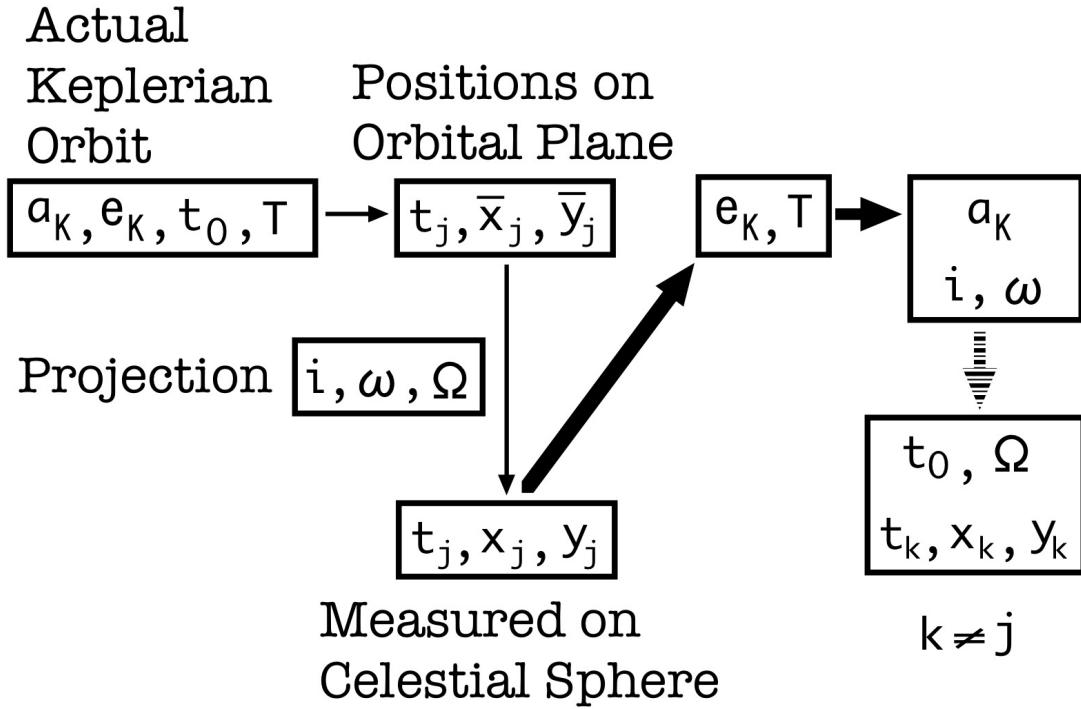 Actual
Keplerian
Orbit
a_K, e_K, t_0, T
Positions on
Orbital Plane
t_j, x̅_j, y̅_j
Projection
i, ω, Ω
t_j, x_j, y_j
Measured on
Celestial Sphere
e_K, T
a_K
i, ω
t_0, Ω
t_k, x_k, y_k
k ≠ j